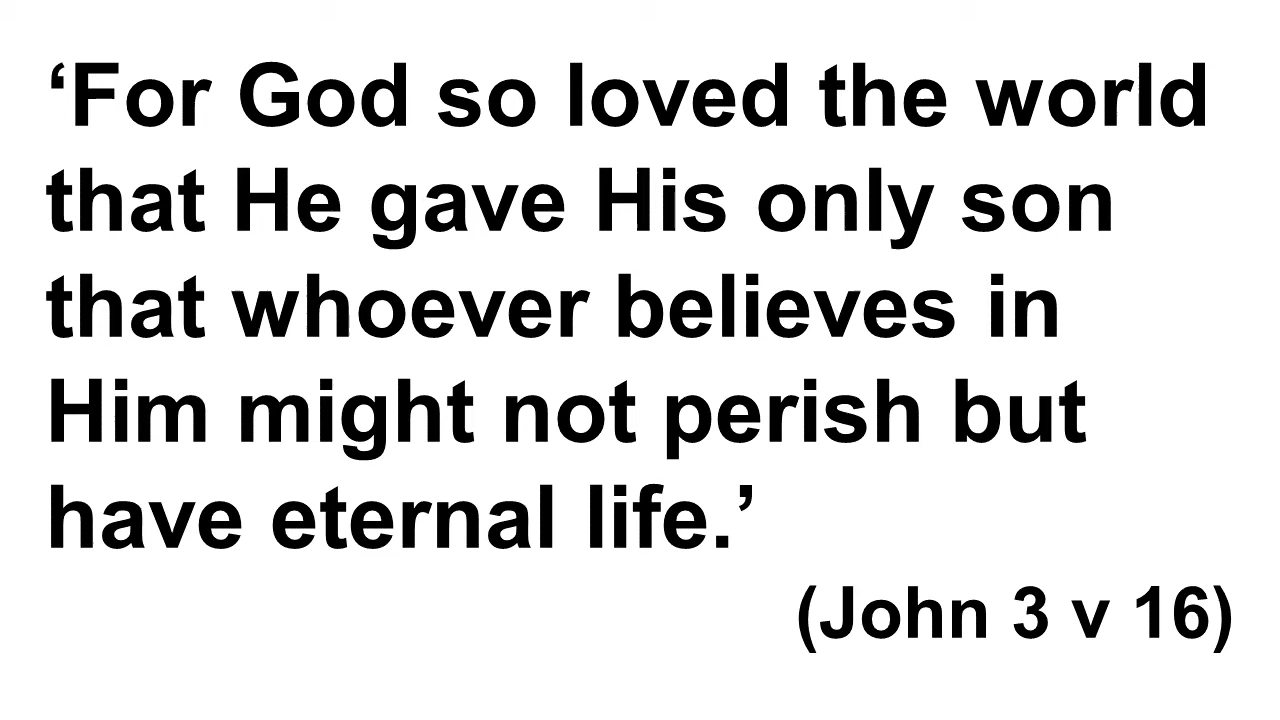 ‘For God so loved the world
that He gave His only son
that whoever believes in
Him might not perish but
have eternal life.’
(John 3 v 16)